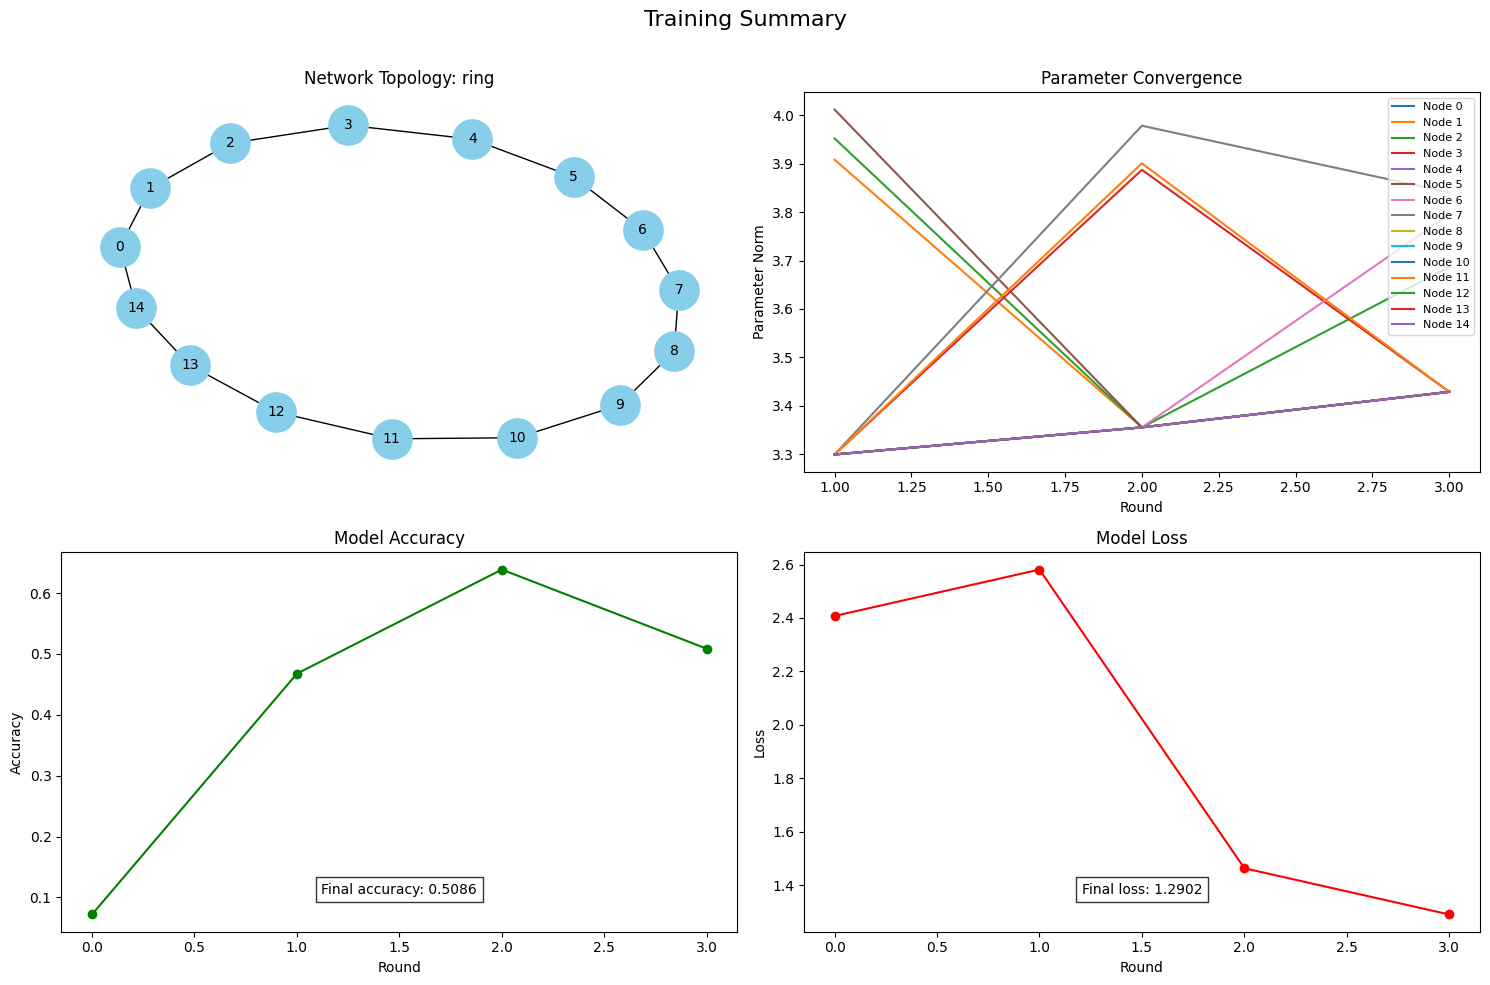 Training Summary
Network Topology: ring
3
4
2
5
1
6
0
7
14
8
13
9
12
10
11
Parameter Convergence
Parameter Norm
4.0
3.9
3.8
3.7
3.6
3.5
3.4
3.3
Node 0
Node 1
Node 2
Node 3
Node 4
Node 5
Node 6
Node 7
Node 8
Node 9
Node 10
Node 11
Node 12
Node 13
Node 14
1.00 1.25 1.50 1.75 2.00 2.25 2.50 2.75 3.00
Round
Model Accuracy
Accuracy
0.6
0.5
0.4
0.3
0.2
0.1
Final accuracy: 0.5086
0.0 0.5 1.0 1.5 2.0 2.5 3.0
Round
Model Loss
Loss
2.6
2.4
2.2
2.0
1.8
1.6
1.4
Final loss: 1.2902
0.0 0.5 1.0 1.5 2.0 2.5 3.0
Round